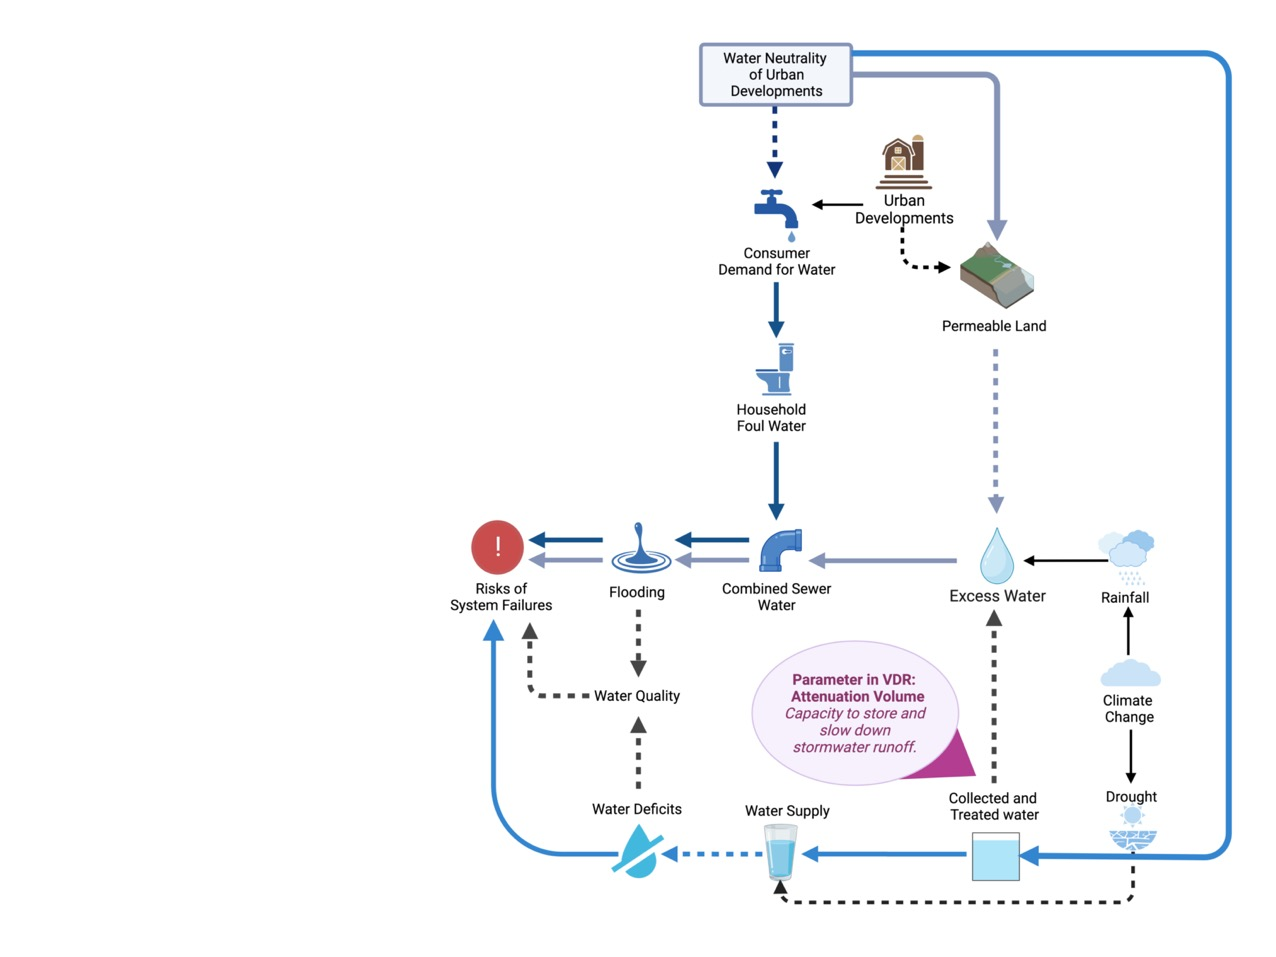 Water Neutrality
of Urban
Developments
Urban
Developments
Consumer
Demand for Water
Permeable Land
Household
Foul Water
!
Risks of
System Failures
Flooding
Combined Sewer
Water
Excess Water
Rainfall
Parameter in VDR:
Attenuation Volume
Capacity to store and
slow down
stormwater runoff.
Water Quality
Climate
Change
Water Deficits
Water Supply
Collected and
Treated water
Drought